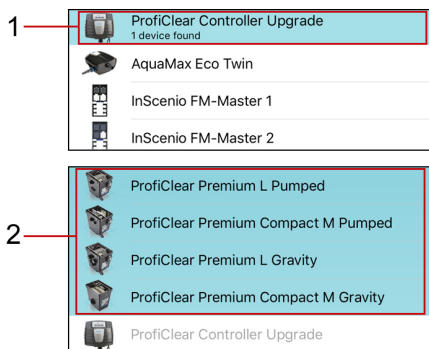 1
ProfiClear Controller Upgrade
1 device found
AquaMax Eco Twin
InScenio FM-Master 1
InScenio FM-Master 2
2
ProfiClear Premium L Pumped
ProfiClear Premium Compact M Pumped
ProfiClear Premium L Gravity
ProfiClear Premium Compact M Gravity
ProfiClear Controller Upgrade